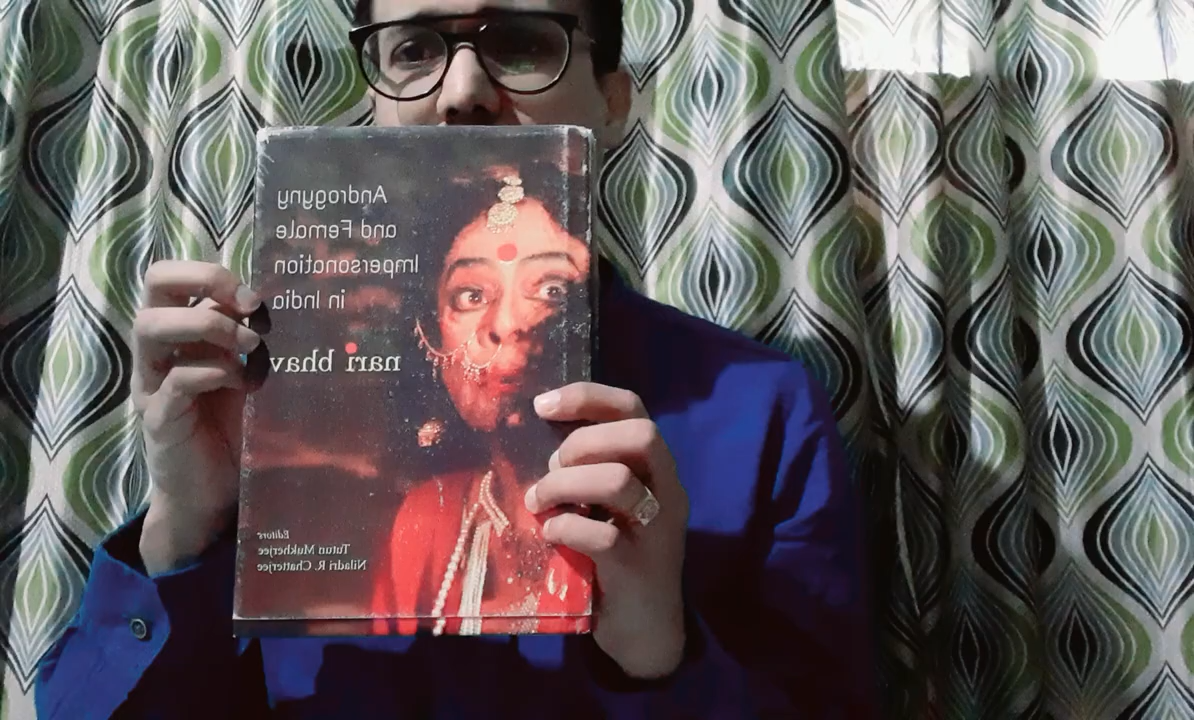 Androgyny
and Female
Impersonation
in India
nari bhav
Editors
Tutun Mukherjee
Niladri R. Chatterjee